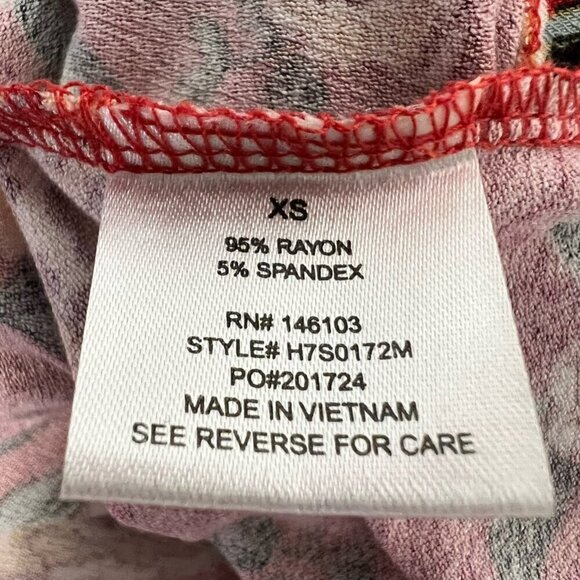 XS
95% RAYON
5% SPANDEX
RN# 146103
STYLE# H7S0172M
PO#201724
MADE IN VIETNAM
SEE REVERSE FOR CARE